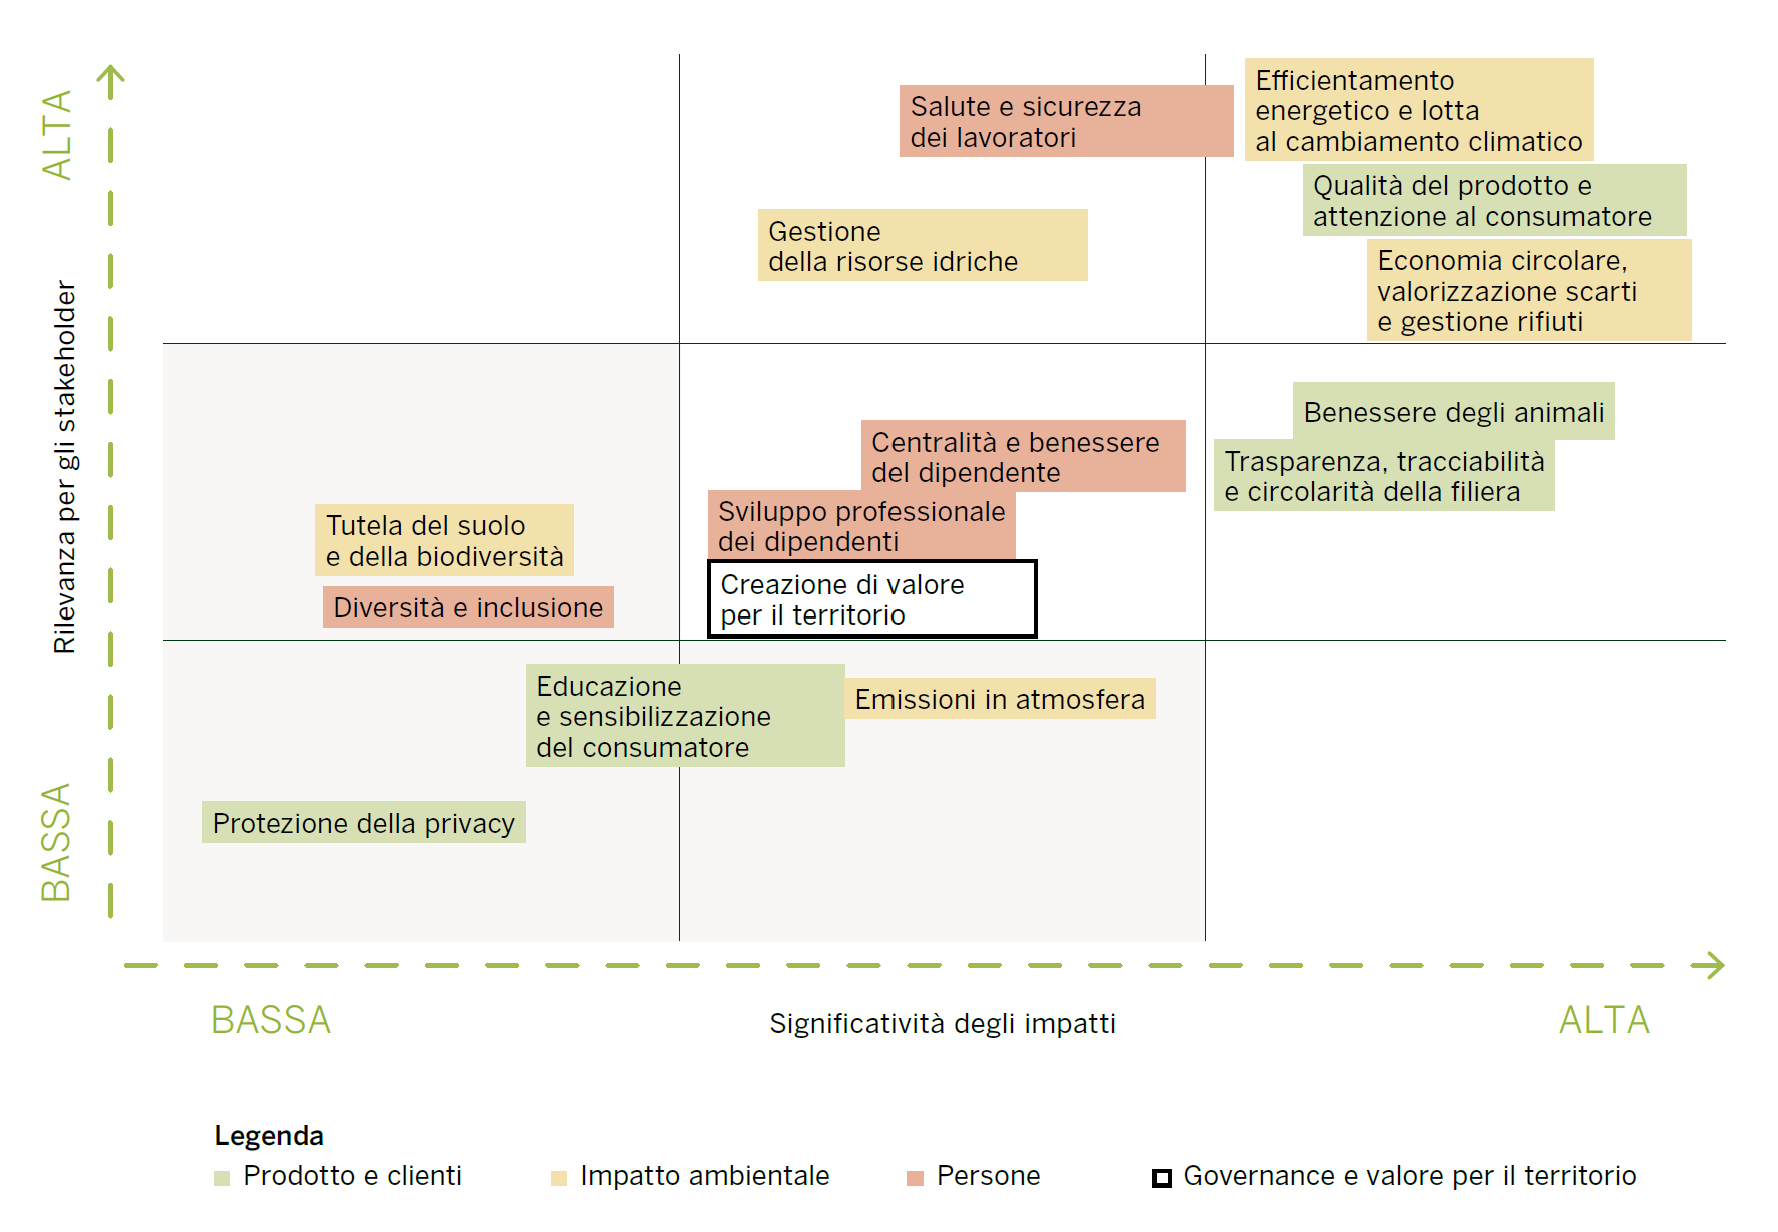 ALTA
Rilevanza per gli stakeholder
BASSA
Salute e sicurezza
dei lavoratori
Efficientamento
energetico e lotta
al cambiamento climatico
Qualità del prodotto e
attenzione al consumatore
Gestione
della risorse idriche
Economia circolare,
valorizzazione scarti
e gestione rifiuti
Benessere degli animali
Centralità e benessere
del dipendente
Trasparenza, tracciabilità
e circolarità della filiera
Sviluppo professionale
dei dipendenti
Tutela del suolo
e della biodiversità
Creazione di valore
per il territorio
Diversità e inclusione
Educazione
e sensibilizzazione
del consumatore
Emissioni in atmosfera
Protezione della privacy
BASSA
Significatività degli impatti
ALTA
Legenda
Prodotto e clienti
Impatto ambientale
Persone
Governance e valore per il territorio